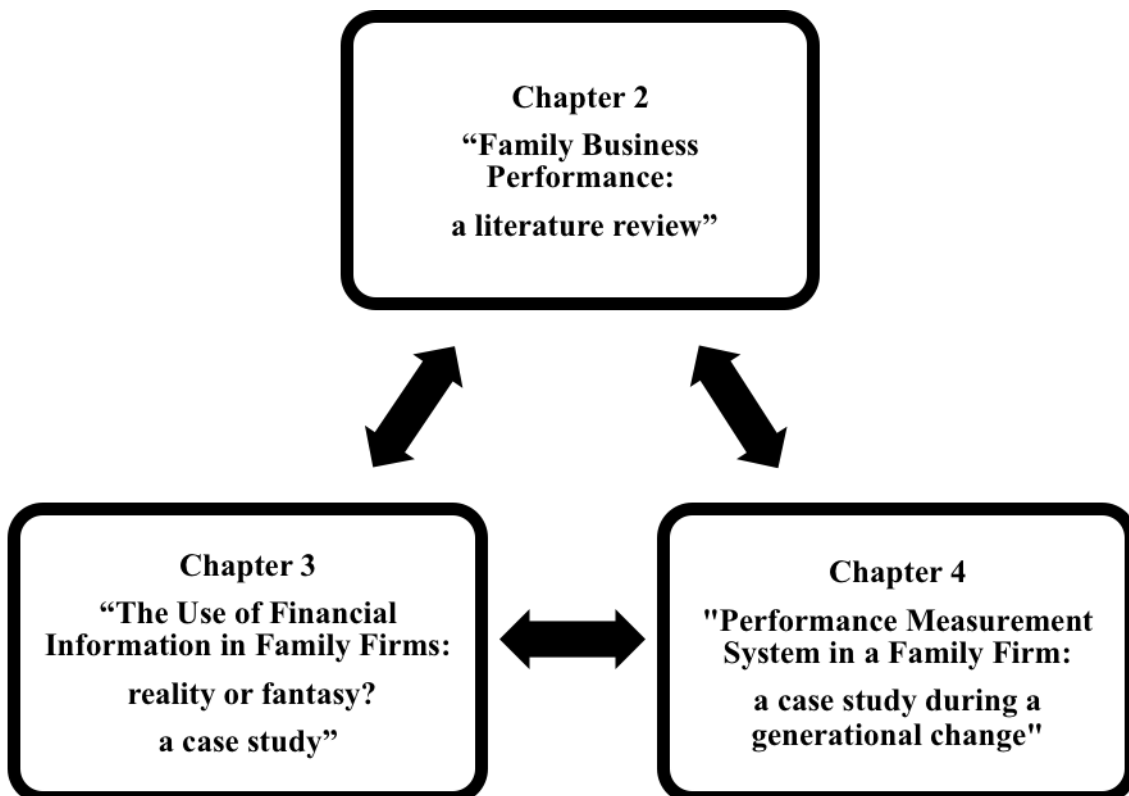 Chapter 2
“Family Business
Performance:
a literature review”
Chapter 3
“The Use of Financial
Information in Family Firms:
reality or fantasy?
a case study”
Chapter 4
"Performance Measurement
System in a Family Firm:
a case study during a
generational change"